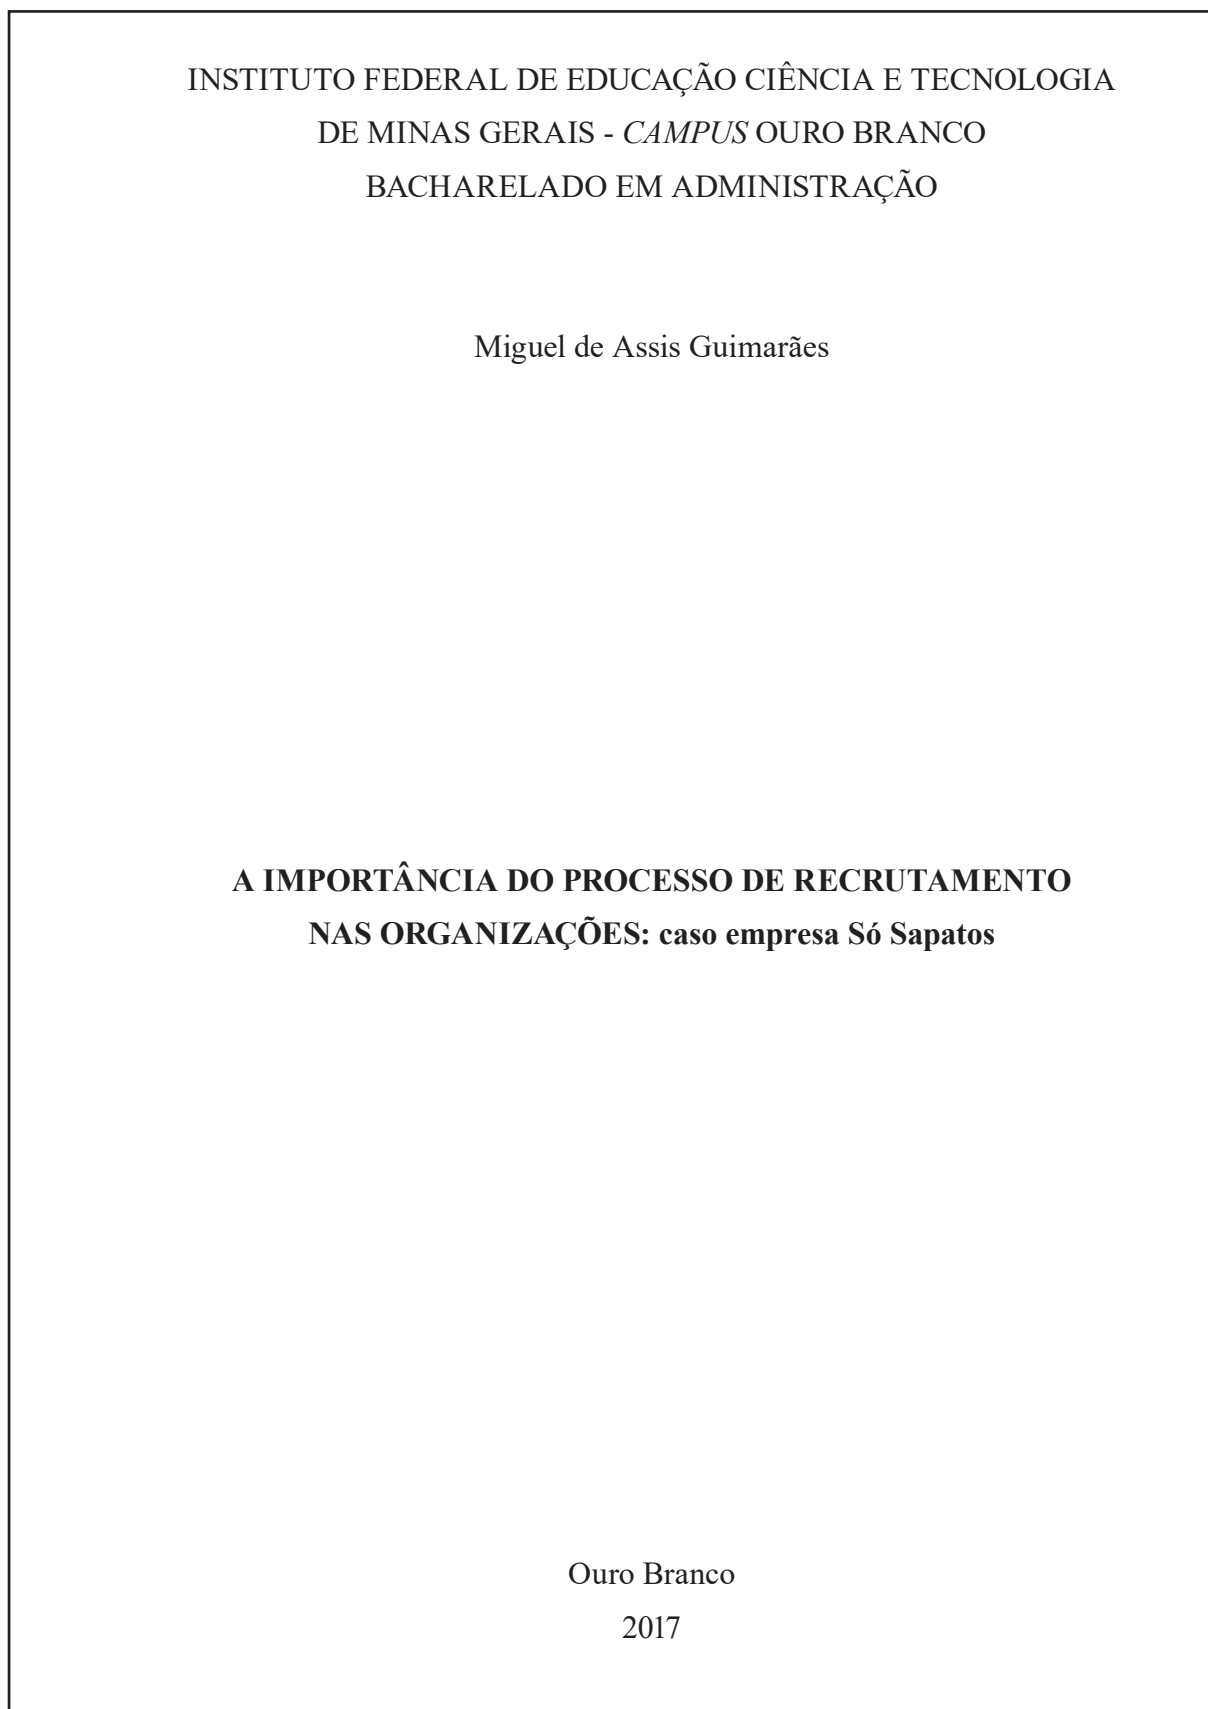 INSTITUTO FEDERAL DE EDUCAÇÃO CIÊNCIA E TECNOLOGIA
DE MINAS GERAIS - CAMPUS OURO BRANCO
BACHARELADO EM ADMINISTRAÇÃO
Miguel de Assis Guimarães
A IMPORTÂNCIA DO PROCESSO DE RECRUTAMENTO
NAS ORGANIZAÇÕES: caso empresa Só Sapatos
Ouro Branco
2017